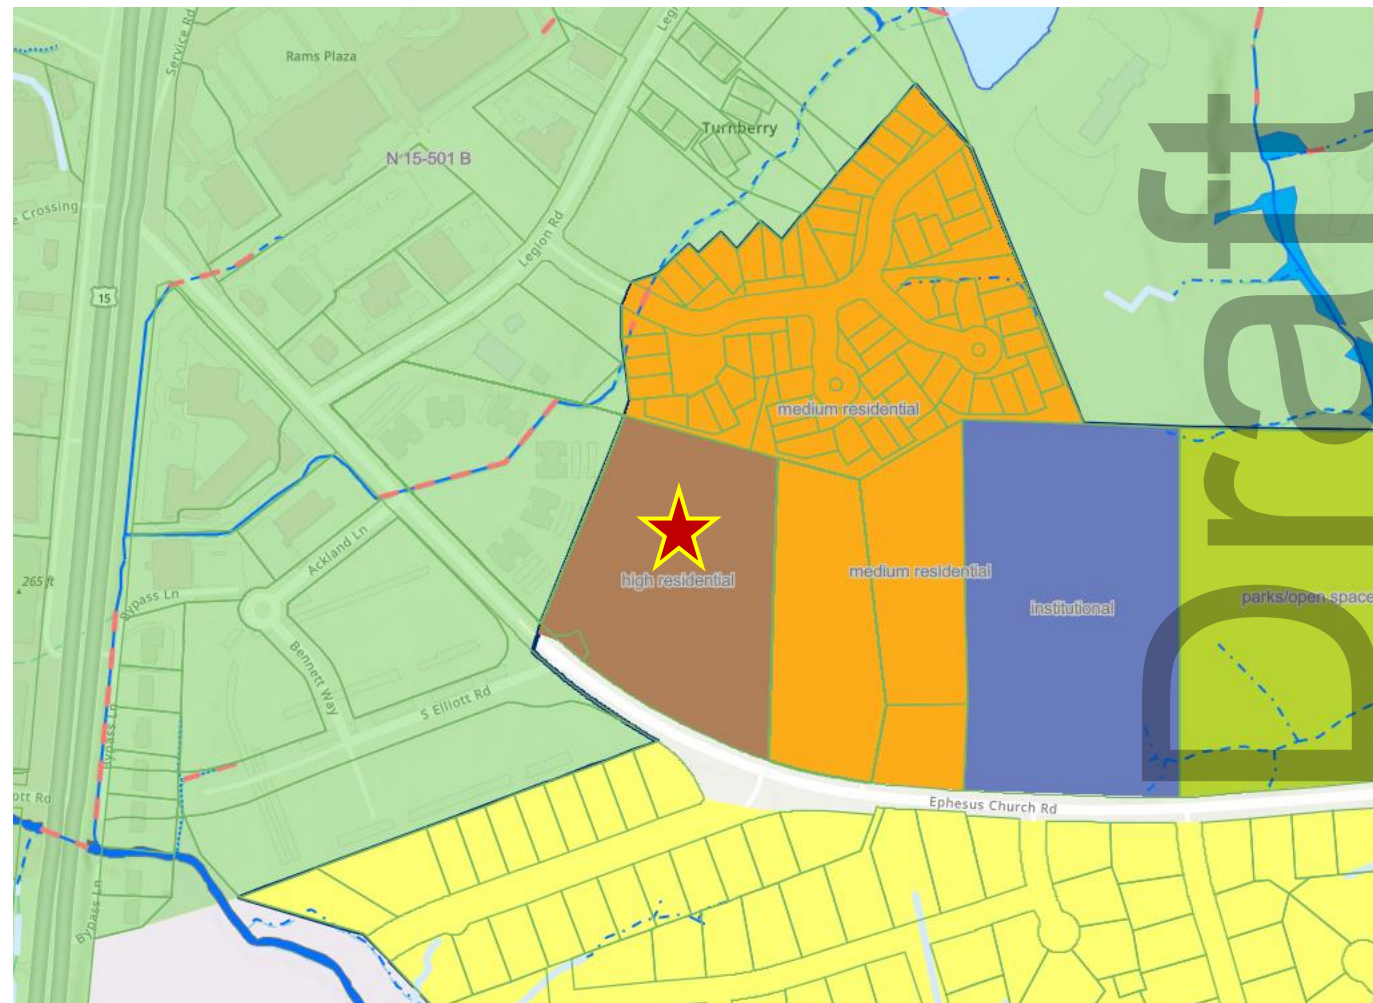 Service Rd
Rams Plaza
Turnberry
N 15-501 B
e Crossing
Legion Rd
15
medium residential
Ackland Ln
high residential
medium residential
institutional
parks/open space
265 ft
Bypass Ln
Bennett Way
S Elliott Rd
Bypass Ln
ott Rd
Ephesus Church Rd
Bypass Ln
Draft